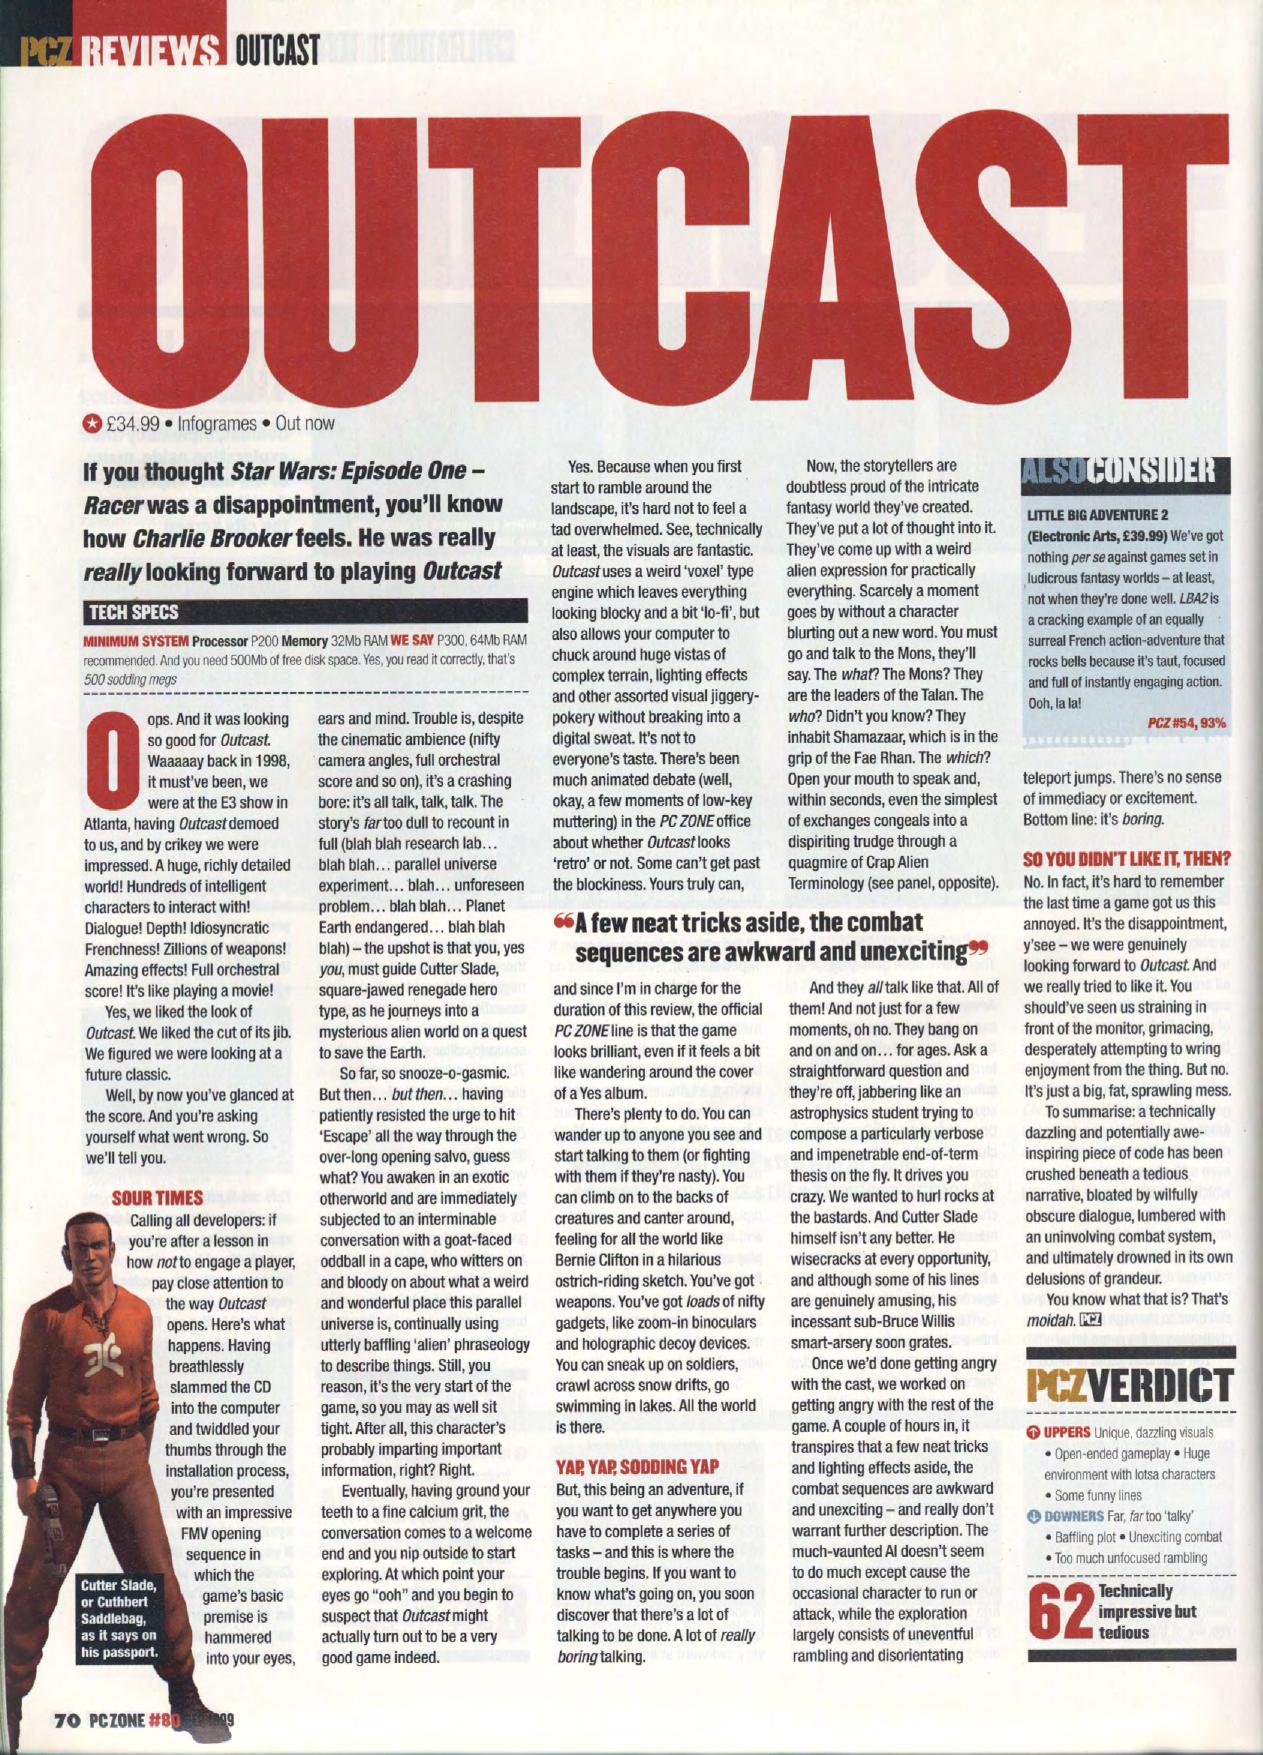 PCZ REVIEWS OUTCAST
OUTCAST
£34.99 • Infogrames • Out now
If you thought Star Wars: Episode One –
Racer was a disappointment, you'll know
how Charlie Brooker feels. He was really
really looking forward to playing Outcast
TECH SPECS
MINIMUM SYSTEM Processor P200 Memory 32Mb RAM WE SAY P300, 64Mb RAM
recommended. And you need 500Mb of free disk space. Yes, you read it correctly, that's
500 sodding megs
Oops. And it was looking
so good for Outcast.
Waaaaay back in 1998,
it must've been, we
were at the E3 show in
Atlanta, having Outcast demoed
to us, and by crikey we were
impressed. A huge, richly detailed
world! Hundreds of intelligent
characters to interact with!
Dialogue! Depth! Idiosyncratic
Frenchness! Zillions of weapons!
Amazing effects! Full orchestral
score! It's like playing a movie!
Yes, we liked the look of
Outcast. We liked the cut of its jib.
We figured we were looking at a
future classic.
Well, by now you've glanced at
the score. And you're asking
yourself what went wrong. So
we'll tell you.
SOUR TIMES
Calling all developers: if
you're after a lesson in
how not to engage a player,
pay close attention to
the way Outcast
opens. Here's what
happens. Having
breathlessly
slammed the CD
into the computer
and twiddled your
thumbs through the
installation process,
you're presented
with an impressive
FMV opening
sequence in
which the
game's basic
premise is
hammered
into your eyes,
Cutter Slade,
or Cuthbert
Saddlebag,
as it says on
his passport.
ears and mind. Trouble is, despite
the cinematic ambience (nifty
camera angles, full orchestral
score and so on), it's a crashing
bore: it's all talk, talk, talk. The
story's far too dull to recount in
full (blah blah research lab...
blah blah... parallel universe
experiment... blah... unforeseen
problem... blah blah... Planet
Earth endangered... blah blah
blah) – the upshot is that you, yes
you, must guide Cutter Slade,
square-jawed renegade hero
type, as he journeys into a
mysterious alien world on a quest
to save the Earth.
So far, so snooze-o-gasmic.
But then... but then... having
patiently resisted the urge to hit
'Escape' all the way through the
over-long opening salvo, guess
what? You awaken in an exotic
otherworld and are immediately
subjected to an interminable
conversation with a goat-faced
oddball in a cape, who witters on
and bloody on about what a weird
and wonderful place this parallel
universe is, continually using
utterly baffling 'alien' phraseology
to describe things. Still, you
reason, it's the very start of the
game, so you may as well sit
tight. After all, this character's
probably imparting important
information, right? Right.
Eventually, having ground your
teeth to a fine calcium grit, the
conversation comes to a welcome
end and you nip outside to start
exploring. At which point your
eyes go "ooh" and you begin to
suspect that Outcast might
actually turn out to be a very
good game indeed.
Yes. Because when you first
start to ramble around the
landscape, it's hard not to feel a
tad overwhelmed. See, technically
at least, the visuals are fantastic.
Outcast uses a weird 'voxel' type
engine which leaves everything
looking blocky and a bit 'lo-fi', but
also allows your computer to
chuck around huge vistas of
complex terrain, lighting effects
and other assorted visual jiggery-
pokery without breaking into a
digital sweat. It's not to
everyone's taste. There's been
much animated debate (well,
okay, a few moments of low-key
muttering) in the PC ZONE office
about whether Outcast looks
'retro' or not. Some can't get past
the blockiness. Yours truly can,
“A few neat tricks aside, the combat
sequences are awkward and unexciting”
and since I'm in charge for the
duration of this review, the official
PC ZONE line is that the game
looks brilliant, even if it feels a bit
like wandering around the cover
of a Yes album.
There's plenty to do. You can
wander up to anyone you see and
start talking to them (or fighting
with them if they're nasty). You
can climb on to the backs of
creatures and canter around,
feeling for all the world like
Bernie Clifton in a hilarious
ostrich-riding sketch. You've got
weapons. You've got loads of nifty
gadgets, like zoom-in binoculars
and holographic decoy devices.
You can sneak up on soldiers,
crawl across snow drifts, go
swimming in lakes. All the world
is there.
YAP, YAP, SODDING YAP
But, this being an adventure, if
you want to get anywhere you
have to complete a series of
tasks – and this is where the
trouble begins. If you want to
know what's going on, you soon
discover that there's a lot of
talking to be done. A lot of really
boring talking.
Now, the storytellers are
doubtless proud of the intricate
fantasy world they've created.
They've put a lot of thought into it.
They've come up with a weird
alien expression for practically
everything. Scarcely a moment
goes by without a character
blurting out a new word. You must
go and talk to the Mons, they'll
say. The what? The Mons? They
are the leaders of the Talan. The
who? Didn't you know? They
inhabit Shamazaar, which is in the
grip of the Fae Rhan. The which?
Open your mouth to speak and,
within seconds, even the simplest
of exchanges congeals into a
dispiriting trudge through a
quagmire of Crap Alien
Terminology (see panel, opposite).
And they all talk like that. All of
them! And not just for a few
moments, oh no. They bang on
and on and on... for ages. Ask a
straightforward question and
they're off, jabbering like an
astrophysics student trying to
compose a particularly verbose
and impenetrable end-of-term
thesis on the fly. It drives you
crazy. We wanted to hurl rocks at
the bastards. And Cutter Slade
himself isn't any better. He
wisecracks at every opportunity,
and although some of his lines
are genuinely amusing, his
incessant sub-Bruce Willis
smart-arsery soon grates.
Once we'd done getting angry
with the cast, we worked on
getting angry with the rest of the
game. A couple of hours in, it
transpires that a few neat tricks
and lighting effects aside, the
combat sequences are awkward
and unexciting – and really don't
warrant further description. The
much-vaunted AI doesn't seem
to do much except cause the
occasional character to run or
attack, while the exploration
largely consists of uneventful
rambling and disorientating
ALSO CONSIDER
LITTLE BIG ADVENTURE 2
(Electronic Arts, £39.99) We've got
nothing per se against games set in
ludicrous fantasy worlds – at least,
not when they're done well. LBA2 is
a cracking example of an equally
surreal French action-adventure that
rocks bells because it's taut, focused
and full of instantly engaging action.
Ooh, la la!
PCZ #54, 93%
teleport jumps. There's no sense
of immediacy or excitement.
Bottom line: it's boring.
SO YOU DIDN'T LIKE IT, THEN?
No. In fact, it's hard to remember
the last time a game got us this
annoyed. It's the disappointment,
y'see – we were genuinely
looking forward to Outcast. And
we really tried to like it. You
should've seen us straining in
front of the monitor, grimacing,
desperately attempting to wring
enjoyment from the thing. But no.
It's just a big, fat, sprawling mess.
To summarise: a technically
dazzling and potentially awe-
inspiring piece of code has been
crushed beneath a tedious
narrative, bloated by wilfully
obscure dialogue, lumbered with
an uninvolving combat system,
and ultimately drowned in its own
delusions of grandeur.
You know what that is? That's
moidah. PCZ
PCZ VERDICT
UPPERS Unique, dazzling visuals
• Open-ended gameplay • Huge
environment with lotsa characters
• Some funny lines
DOWNERS Far, far too 'talky'
• Baffling plot • Unexciting combat
• Too much unfocused rambling
62 Technically
impressive but
tedious
70 PC ZONE #80 1999